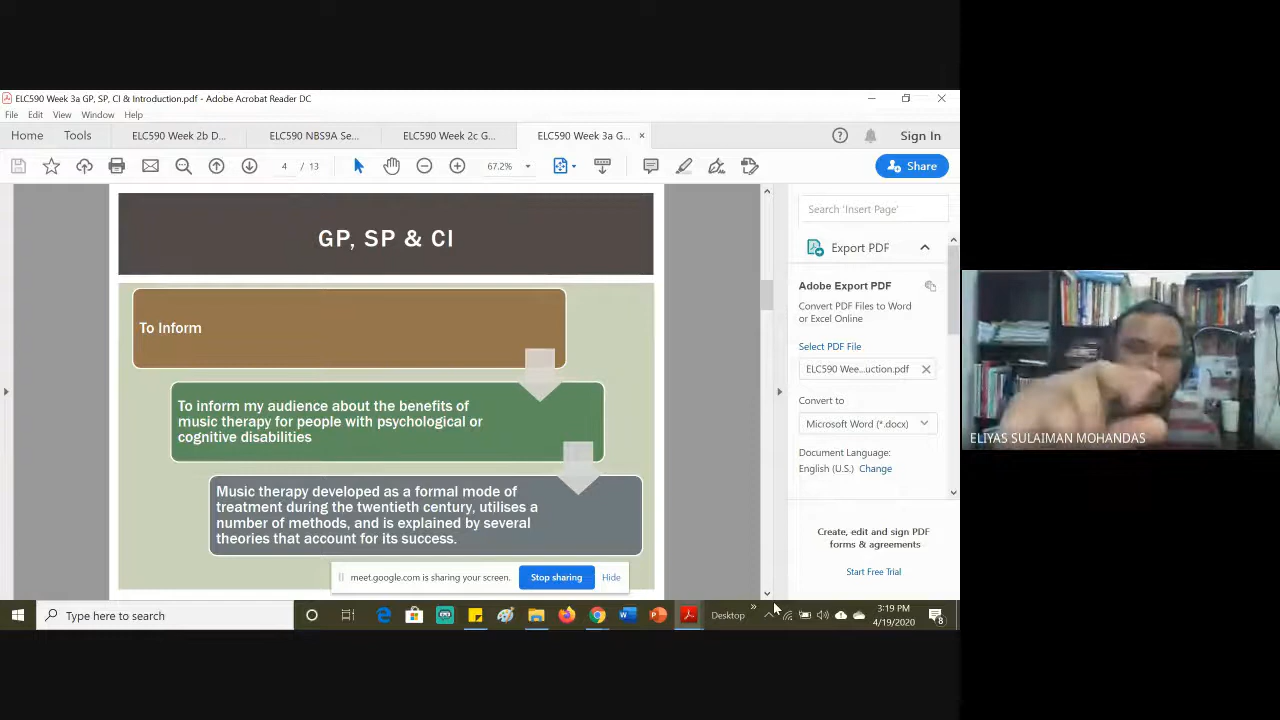 ELC590 Week 3a GP, SP, CI & Introduction.pdf - Adobe Acrobat Reader DC
File Edit View Window Help
Home Tools ELC590 Week 2b D... ELC590 NBS9A Se... ELC590 Week 2c G... ELC590 Week 3a G... × Sign In
4 / 13 67.2% Share
GP, SP & CI
To Inform
To inform my audience about the benefits of
music therapy for people with psychological or
cognitive disabilities
Music therapy developed as a formal mode of
treatment during the twentieth century, utilises a
number of methods, and is explained by several
theories that account for its success.
Search 'Insert Page'
Export PDF
Adobe Export PDF
Convert PDF Files to Word
or Excel Online
Select PDF File
ELC590 Wee...uction.pdf
Convert to
Microsoft Word (*.docx)
Document Language:
English (U.S.) Change
Create, edit and sign PDF
forms & agreements
Start Free Trial
meet.google.com is sharing your screen. Stop sharing Hide
Type here to search Desktop » 3:19 PM
4/19/2020
8
ELIYAS SULAIMAN MOHANDAS